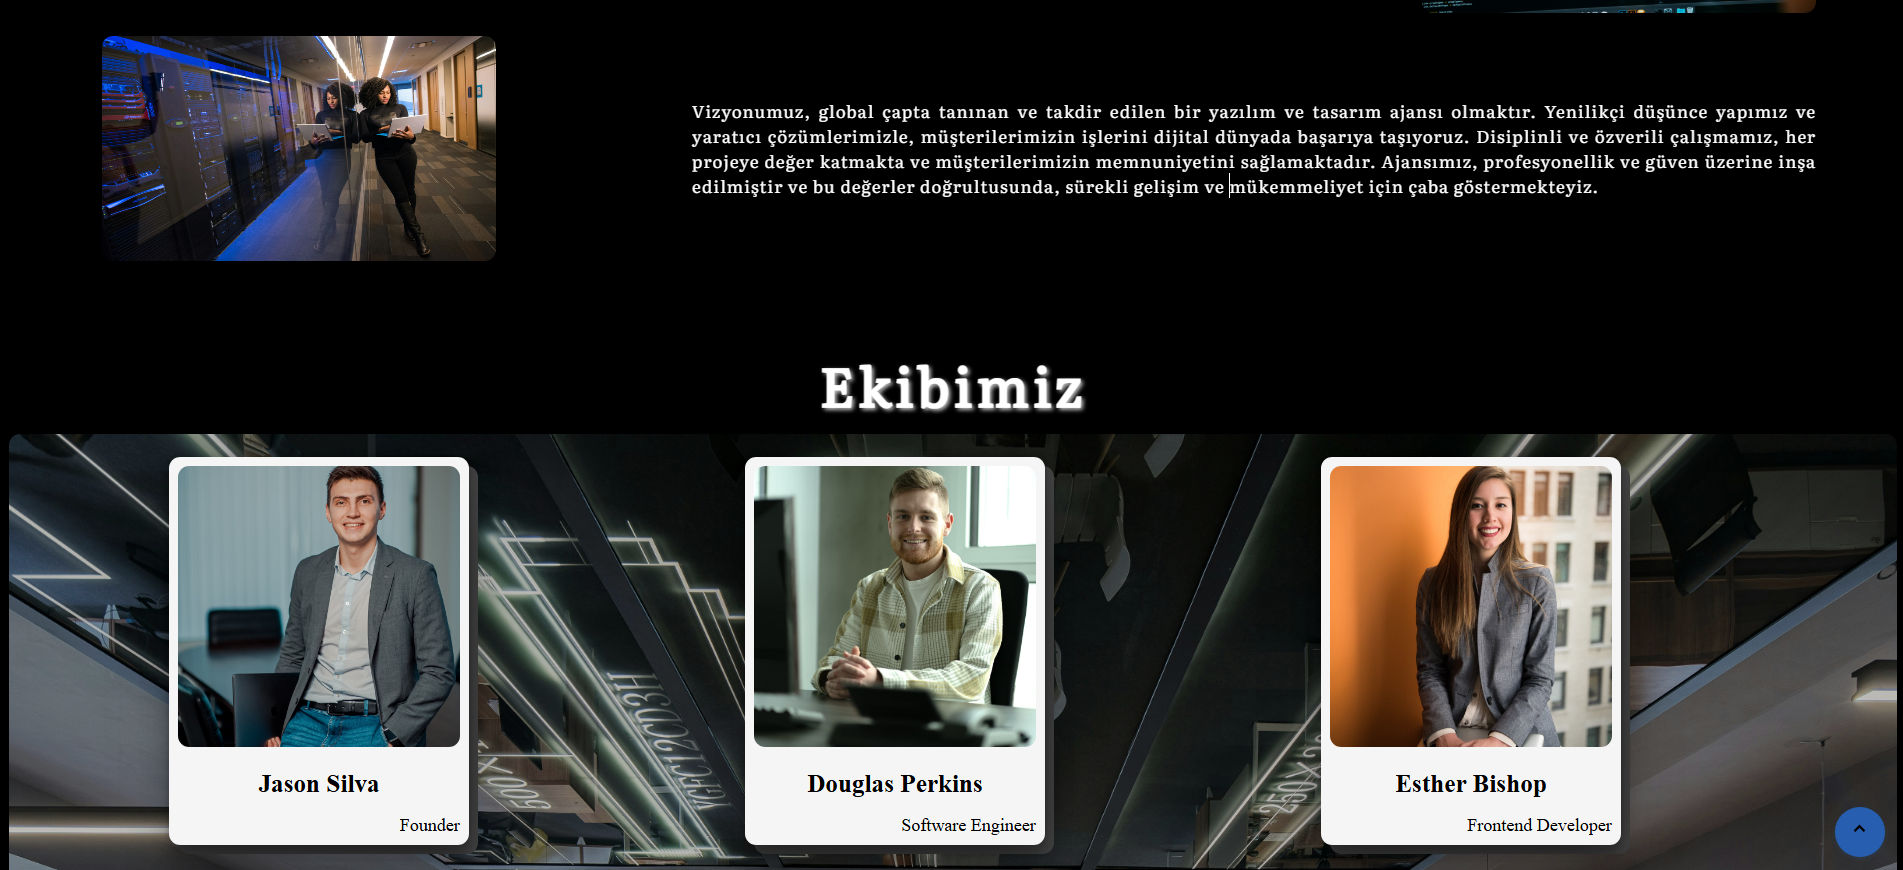 Vizyonumuz, global çapta tanınan ve takdir edilen bir yazılım ve tasarım ajansı olmaktır. Yenilikçi düşünce yapımız ve
yaratıcı çözümlerimizle, müşterilerimizin işlerini dijital dünyada başarıya taşıyoruz. Disiplinli ve özverili çalışmamız, her
projeye değer katmakta ve müşterilerimizin memnuniyetini sağlamaktadır. Ajansımız, profesyonellik ve güven üzerine inşa
edilmiştir ve bu değerler doğrultusunda, sürekli gelişim ve mükemmeliyet için çaba göstermekteyiz.
Ekibimiz
Jason Silva
Founder
Douglas Perkins
Software Engineer
Esther Bishop
Frontend Developer